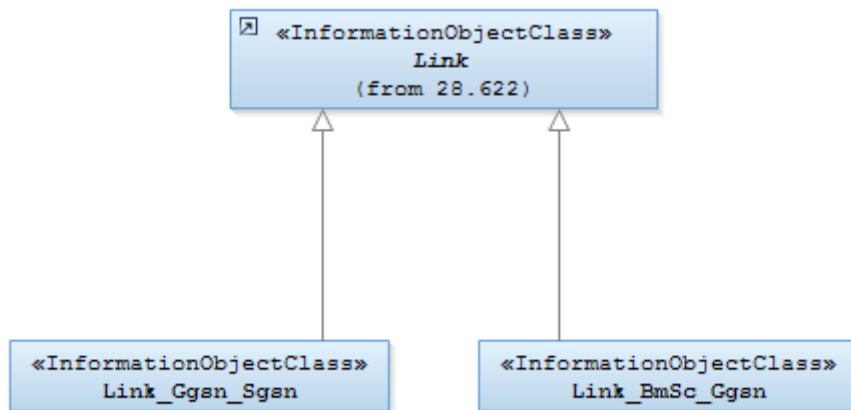 «InformationObjectClass»
Link
(from 28.622)
«InformationObjectClass»
Link_Ggsn_Sgsn
«InformationObjectClass»
Link_BmSc_Ggsn